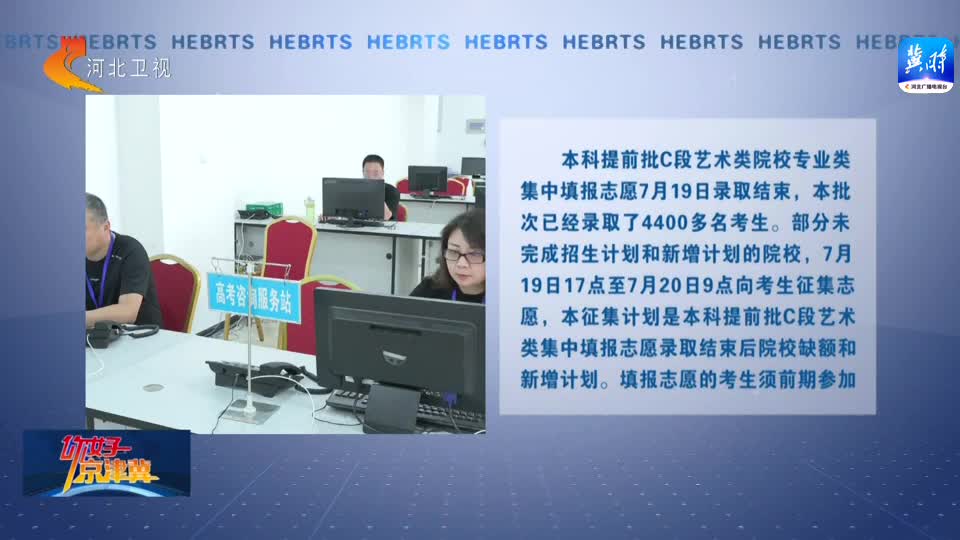 HEBRTS HEBRTS HEBRTS HEBRTS HEBRTS HEBRTS HEBRTS HEBRTS HEBRTS
河北卫视
冀时
河北广播电视台
本科提前批C段艺术类院校专业类
集中填报志愿7月19日录取结束，本批
次已经录取了4400多名考生。部分未
完成招生计划和新增计划的院校，7月
19日17点至7月20日9点向考生征集志
愿，本征集计划是本科提前批C段艺术
类集中填报志愿录取结束后院校缺额和
新增计划。填报志愿的考生须前期参加
高考咨询服务站
你好
京津冀